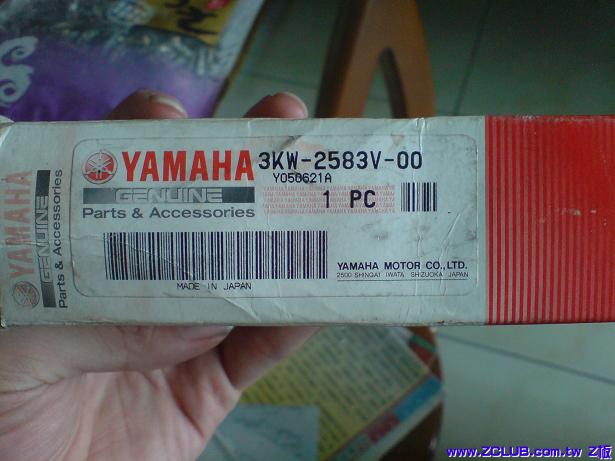 YAMAHA
GENUINE
Parts & Accessories
YAMAHA 3KW-2583V-00
Y050621A
GENUINE
1 PC
Parts & Accessories
YAMAHA MOTOR CO., LTD.
2500 SHINGAI IWATA SHIZUOKA JAPAN
MADE IN JAPAN
www.ZCLUB.com.tw Z版